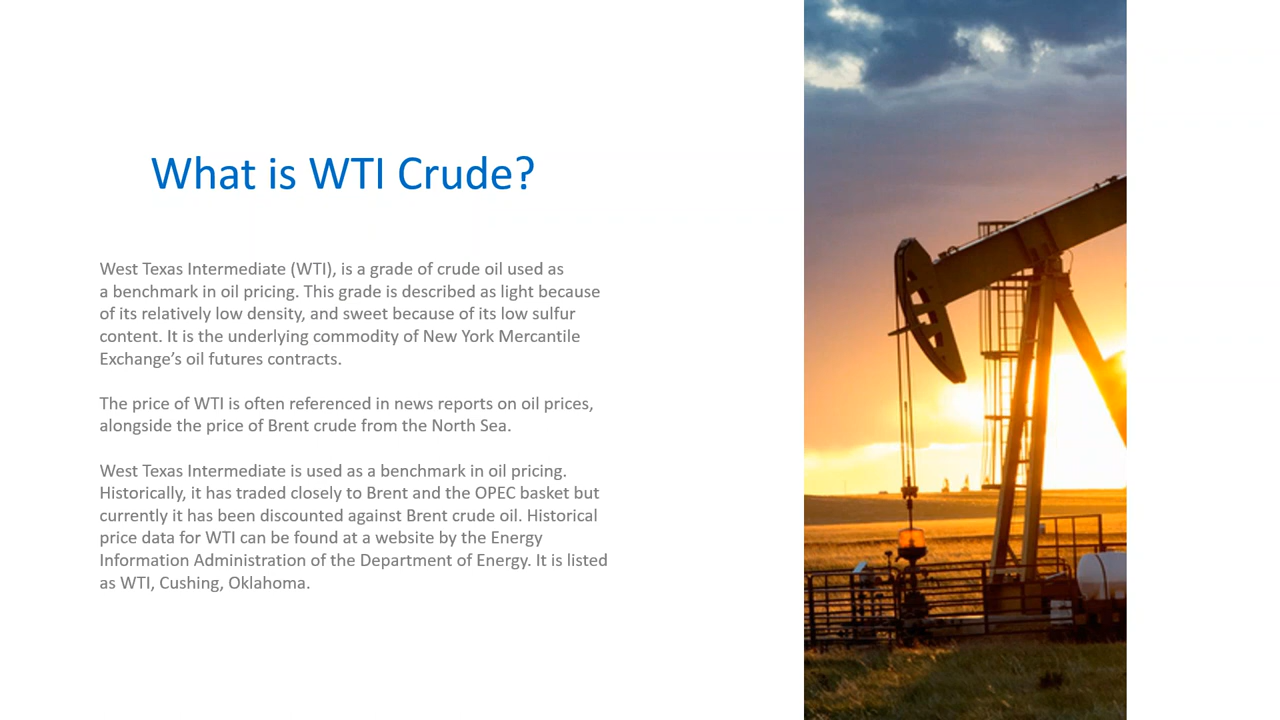 What is WTI Crude?
West Texas Intermediate (WTI), is a grade of crude oil used as
a benchmark in oil pricing. This grade is described as light because
of its relatively low density, and sweet because of its low sulfur
content. It is the underlying commodity of New York Mercantile
Exchange’s oil futures contracts.
The price of WTI is often referenced in news reports on oil prices,
alongside the price of Brent crude from the North Sea.
West Texas Intermediate is used as a benchmark in oil pricing.
Historically, it has traded closely to Brent and the OPEC basket but
currently it has been discounted against Brent crude oil. Historical
price data for WTI can be found at a website by the Energy
Information Administration of the Department of Energy. It is listed
as WTI, Cushing, Oklahoma.